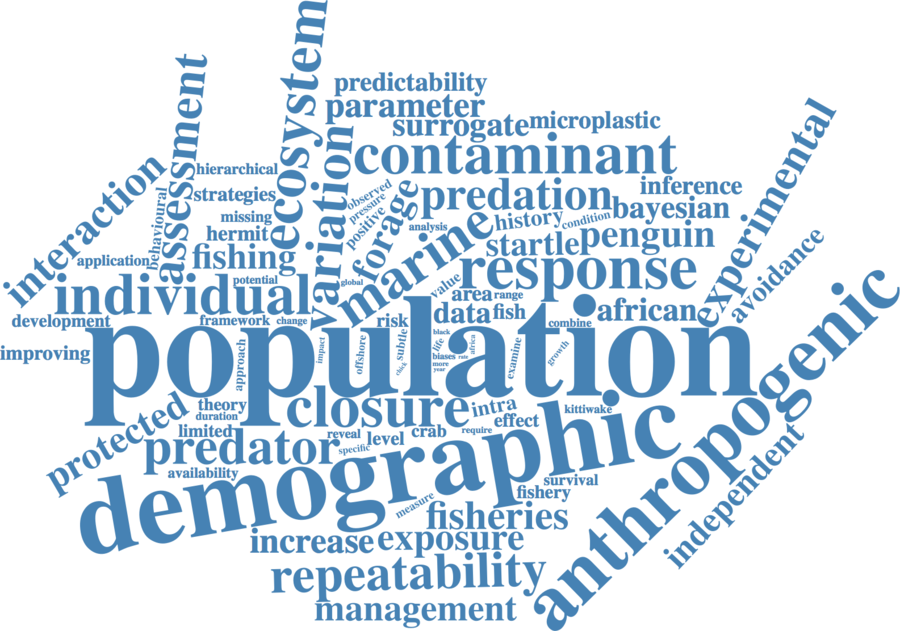 ecosystem
predictability
assessment
parameter
surrogate
microplastic
experimental
contaminant
interaction
hierarchical
variation
predation
inference
strategies
observed
pressure
forage
behavioural
missing
positive
marine
history
condition
bayesian
hermit
analysis
startle
penguin
application
fishing
response
avoidance
potential
global
value
individual
area
range
african
anthropogenic
development
framework
change
risk
data
fish
combine
population
improving
approach
impact
offshore
subtle
chick
black
life
africa
biases
rate
more
year
examine
growth
protected
theory
duration
closure
intra
effect
kittiwake
demographic
limited
predator
reveal
specific
level
crab
require
independent
availability
survival
measure
fishery
fisheries
increase
exposure
repeatability
management